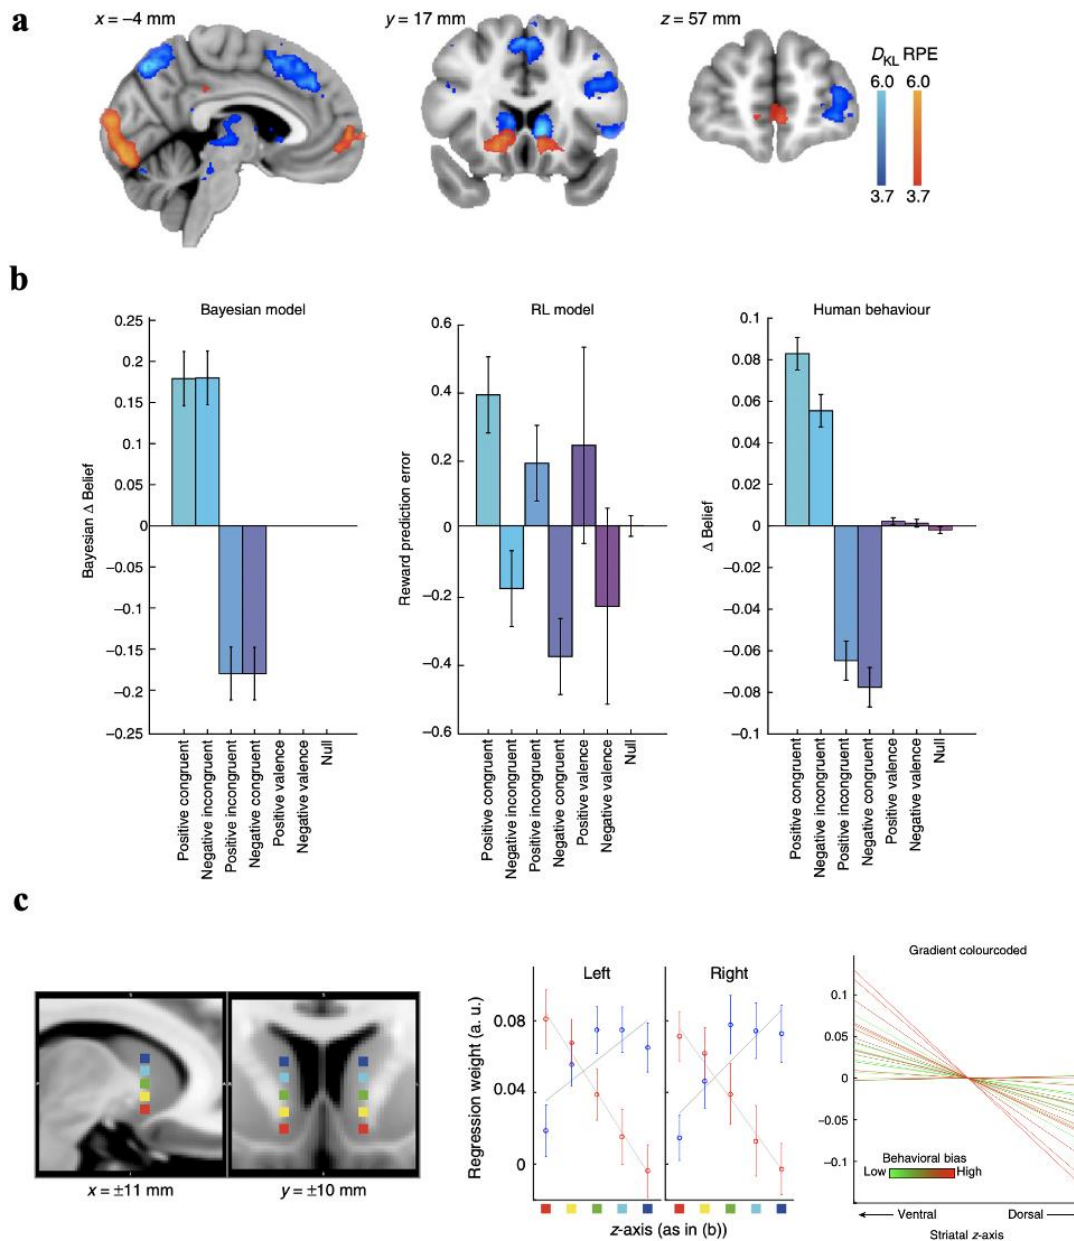 a
x = −4 mm
y = 17 mm
z = 57 mm
DKL RPE
6.0 6.0
3.7 3.7
b
Bayesian model
Bayesian Δ Belief
0.25
0.2
0.15
0.1
0.05
0
−0.05
−0.1
−0.15
−0.2
−0.25
Positive congruent
Negative incongruent
Positive incongruent
Negative congruent
Positive valence
Negative valence
Null
RL model
Reward prediction error
0.6
0.4
0.2
0
−0.2
−0.4
−0.6
Positive congruent
Negative incongruent
Positive incongruent
Negative congruent
Positive valence
Negative valence
Null
Human behaviour
Δ Belief
0.1
0.08
0.06
0.04
0.02
0
−0.02
−0.04
−0.06
−0.08
−0.1
Positive congruent
Negative incongruent
Positive incongruent
Negative congruent
Positive valence
Negative valence
Null
c
x = ±11 mm
y = ±10 mm
Left
Right
Regression weight (a. u.)
0.08
0.04
0
z-axis (as in (b))
Gradient colourcoded
0.1
0.05
0
−0.05
−0.1
Behavioral bias
Low
High
Ventral
Dorsal
Striatal z-axis